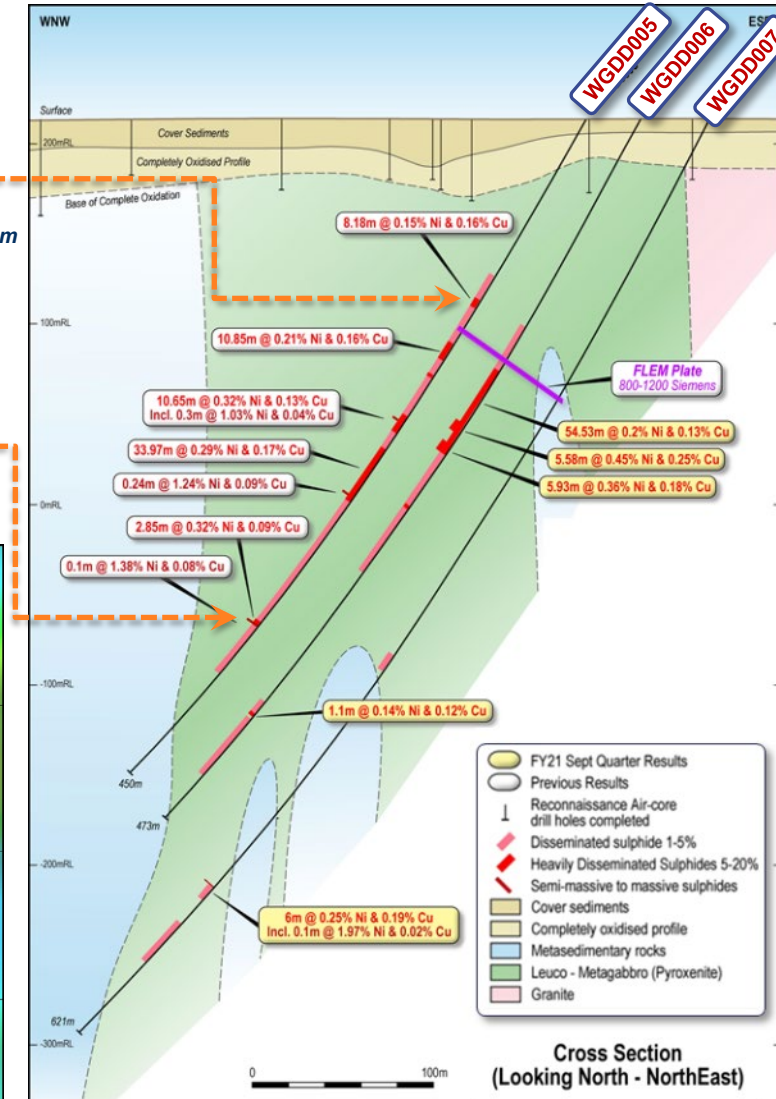 WNW
WGDD005
WGDD006
WGDD007
Surface
Cover Sediments
200mRL
Completely Oxidised Profile
Base of Complete Oxidation
m
8.18m @ 0.15% Ni & 0.16% Cu
100mRL
10.85m @ 0.21% Ni & 0.16% Cu
FLEM Plate
800-1200 Siemens
10.65m @ 0.32% Ni & 0.13% Cu
Incl. 0.3m @ 1.03% Ni & 0.04% Cu
54.53m @ 0.2% Ni & 0.13% Cu
33.97m @ 0.29% Ni & 0.17% Cu
5.58m @ 0.45% Ni & 0.25% Cu
0.24m @ 1.24% Ni & 0.09% Cu
5.93m @ 0.36% Ni & 0.18% Cu
0mRL
2.85m @ 0.32% Ni & 0.09% Cu
0.1m @ 1.38% Ni & 0.08% Cu
-100mRL
1.1m @ 0.14% Ni & 0.12% Cu
450m
473m
FY21 Sept Quarter Results
Previous Results
Reconnaissance Air-core
drill holes completed
Disseminated sulphide 1-5%
Heavily Disseminated Sulphides 5-20%
Semi-massive to massive sulphides
Cover sediments
Completely oxidised profile
Metasedimentary rocks
Leuco - Metagabbro (Pyroxenite)
Granite
-200mRL
6m @ 0.25% Ni & 0.19% Cu
Incl. 0.1m @ 1.97% Ni & 0.02% Cu
621m
-300mRL
0
100m
Cross Section
(Looking North - NorthEast)